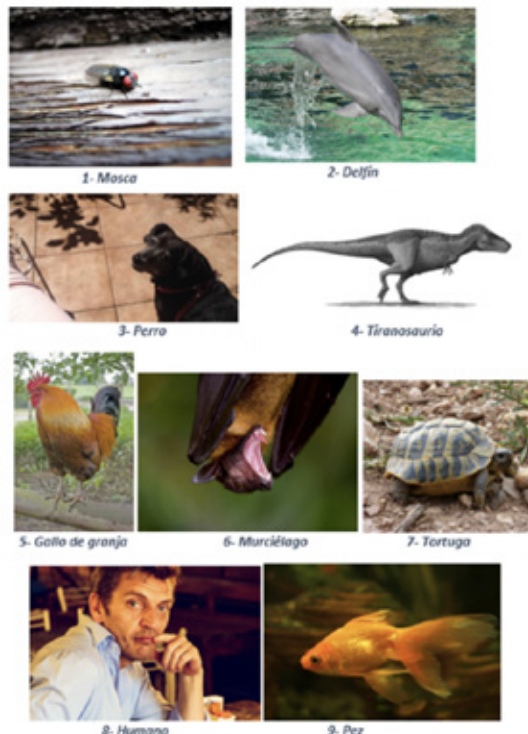 1- Mosca
2- Delfín
3- Perro
4- Tiranosaurio
5- Gallo de granja
6- Murciélago
7- Tortuga
8- Humano
9- Pez